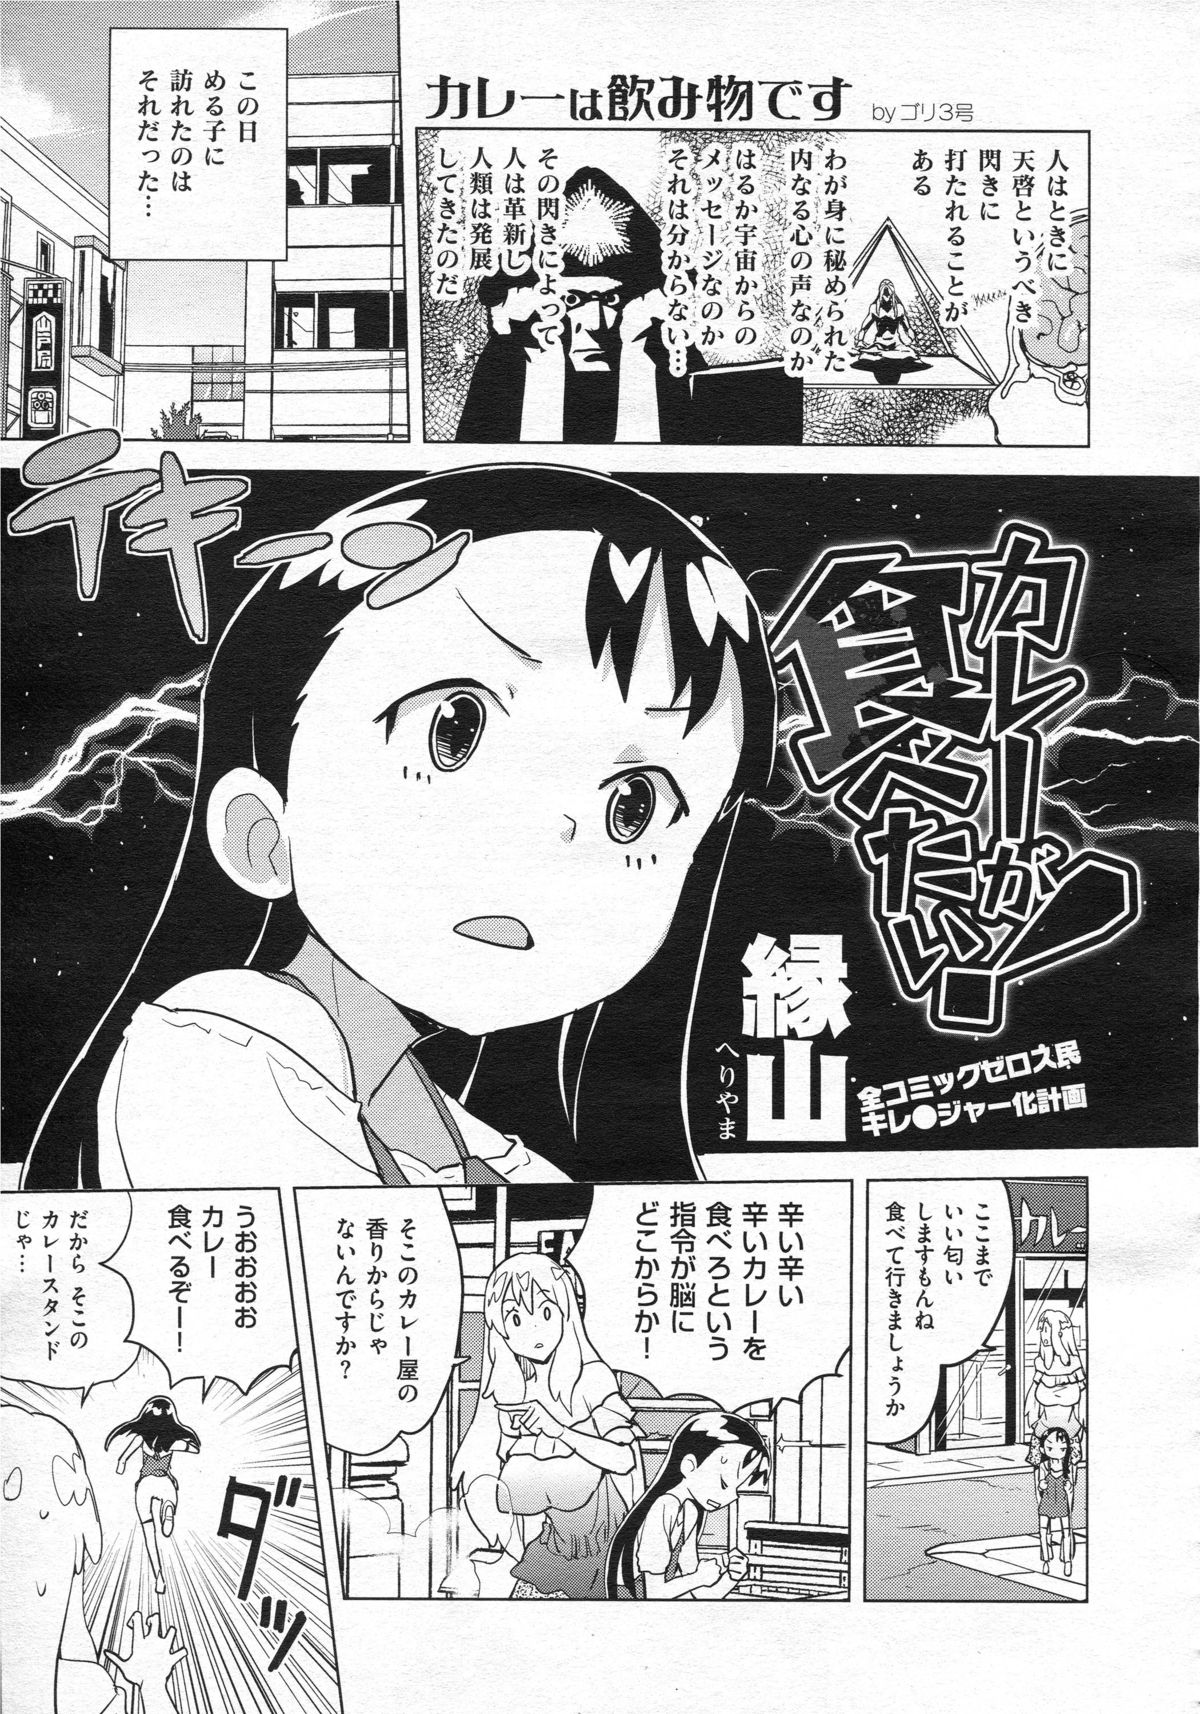 カレーは飲み物です
byゴリ3号
人はときに
天啓というべき
閃きに
打たれることが
ある
わが身に秘められた
内なる心の声なのか
はるか宇宙からの
メッセージなのか
それは分からない…
その閃きによって
人は革新し
人類は発展
してきたのだ
この日
める子に
訪れたのは
それだった…
テキ
カレーが
食べたい!
縁山
へりやま
全コミックゼロス民
キレ●ジャー化計画
カレー
ここまで
いい匂い
しますもんね
食べて行きましょうか
辛い辛い
辛いカレーを
食べろという
指令が脳に
どこからか!
そこのカレー屋の
香りからじゃ
ないんですか?
うおおおお
カレー
食べるぞー!
だから そこの
カレースタンド
じゃ…
ダッ